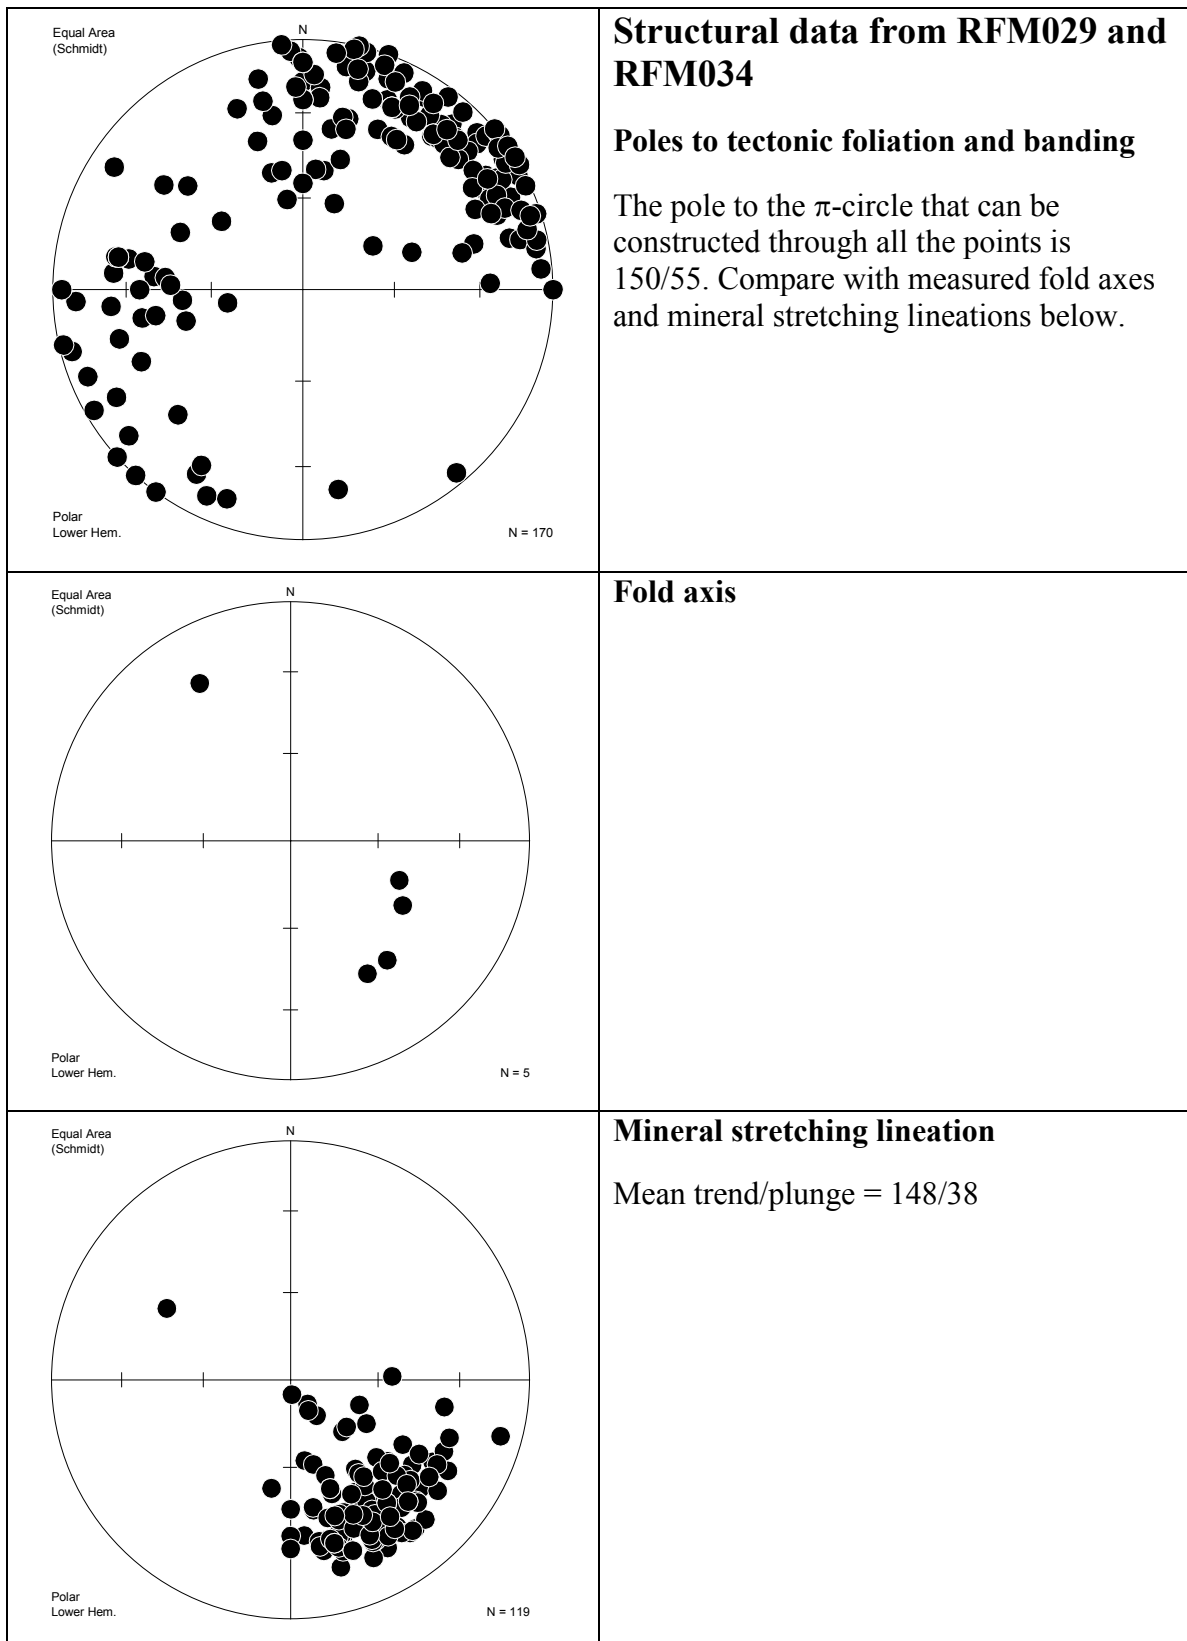 Equal Area
(Schmidt)
N
Polar
Lower Hem.
N = 170
Structural data from RFM029 and
RFM034
Poles to tectonic foliation and banding
The pole to the π-circle that can be
constructed through all the points is
150/55. Compare with measured fold axes
and mineral stretching lineations below.
Equal Area
(Schmidt)
N
Polar
Lower Hem.
N = 5
Fold axis
Equal Area
(Schmidt)
N
Polar
Lower Hem.
N = 119
Mineral stretching lineation
Mean trend/plunge = 148/38